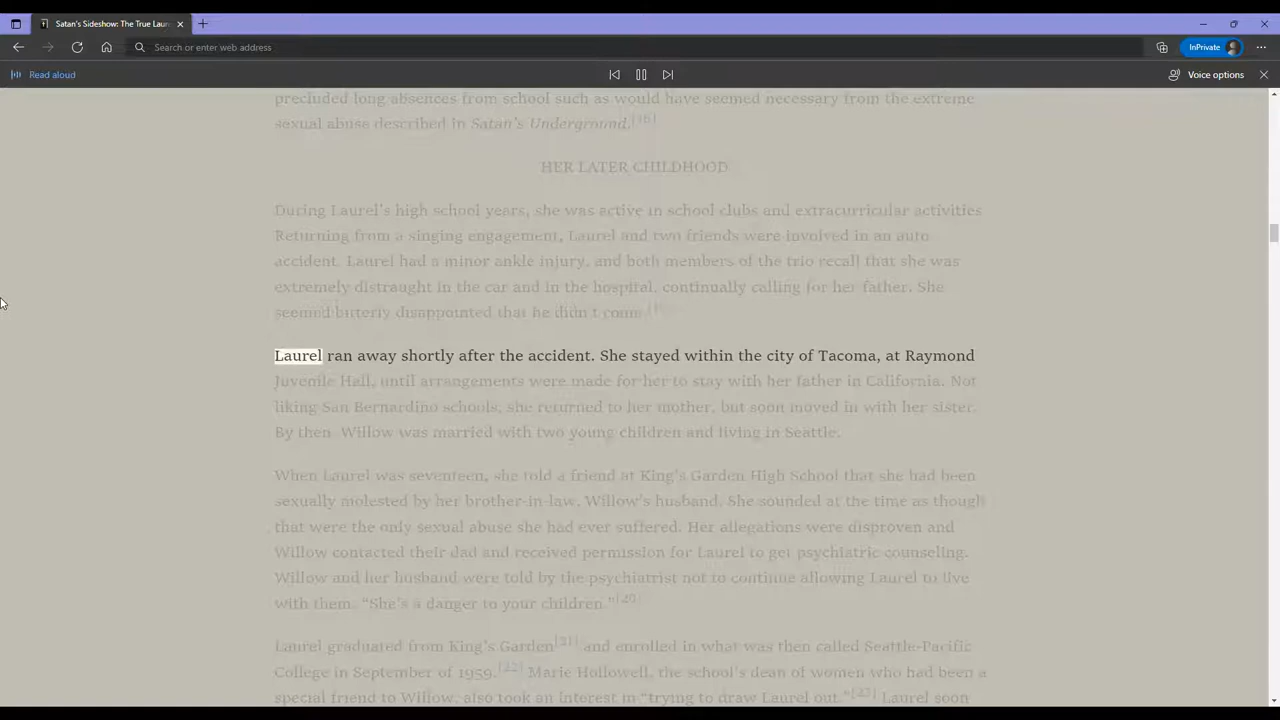 Satan's Sideshow: The True Lau
Search or enter web address
InPrivate
Read aloud
Voice options
precluded long absences from school such as would have seemed necessary from the extreme
sexual abuse described in Satan's Underground.[16]
HER LATER CHILDHOOD
During Laurel's high school years, she was active in school clubs and extracurricular activities
Returning from a singing engagement, Laurel and two friends were involved in an auto
accident. Laurel had a minor ankle injury, and both members of the trio recall that she was
extremely distraught in the car and in the hospital, continually calling for her father. She
seemed bitterly disappointed that he didn't come.
Laurel ran away shortly after the accident. She stayed within the city of Tacoma, at Raymond
Juvenile Hall, until arrangements were made for her to stay with her father in California. Not
liking San Bernardino schools, she returned to her mother, but soon moved in with her sister.
By then Willow was married with two young children and living in Seattle.
When Laurel was seventeen, she told a friend at King's Garden High School that she had been
sexually molested by her brother-in-law, Willow's husband. She sounded at the time as though
that were the only sexual abuse she had ever suffered. Her allegations were disproven and
Willow contacted their dad and received permission for Laurel to get psychiatric counseling.
Willow and her husband were told by the psychiatrist not to continue allowing Laurel to live
with them. "She's a danger to your children."[20]
Laurel graduated from King's Garden[21] and enrolled in what was then called Seattle-Pacific
College in September of 1959.[22] Marie Hollowell, the school's dean of women who had been a
special friend to Willow, also took an interest in "trying to draw Laurel out."[23] Laurel soon